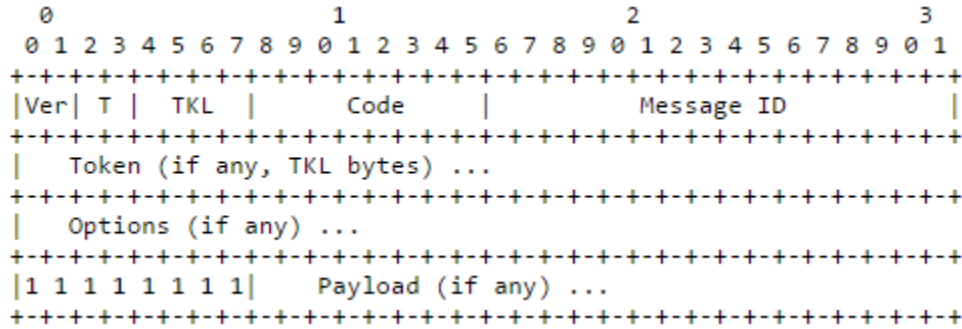 0                   1                   2                   3
 0 1 2 3 4 5 6 7 8 9 0 1 2 3 4 5 6 7 8 9 0 1 2 3 4 5 6 7 8 9 0 1
+-+-+-+-+-+-+-+-+-+-+-+-+-+-+-+-+-+-+-+-+-+-+-+-+-+-+-+-+-+-+-+-+
|Ver| T |  TKL  |      Code     |          Message ID           |
+-+-+-+-+-+-+-+-+-+-+-+-+-+-+-+-+-+-+-+-+-+-+-+-+-+-+-+-+-+-+-+-+
|   Token (if any, TKL bytes) ...
+-+-+-+-+-+-+-+-+-+-+-+-+-+-+-+-+-+-+-+-+-+-+-+-+-+-+-+-+-+-+-+-+
|   Options (if any) ...
+-+-+-+-+-+-+-+-+-+-+-+-+-+-+-+-+-+-+-+-+-+-+-+-+-+-+-+-+-+-+-+-+
|1 1 1 1 1 1 1 1|    Payload (if any) ...
+-+-+-+-+-+-+-+-+-+-+-+-+-+-+-+-+-+-+-+-+-+-+-+-+-+-+-+-+-+-+-+-+